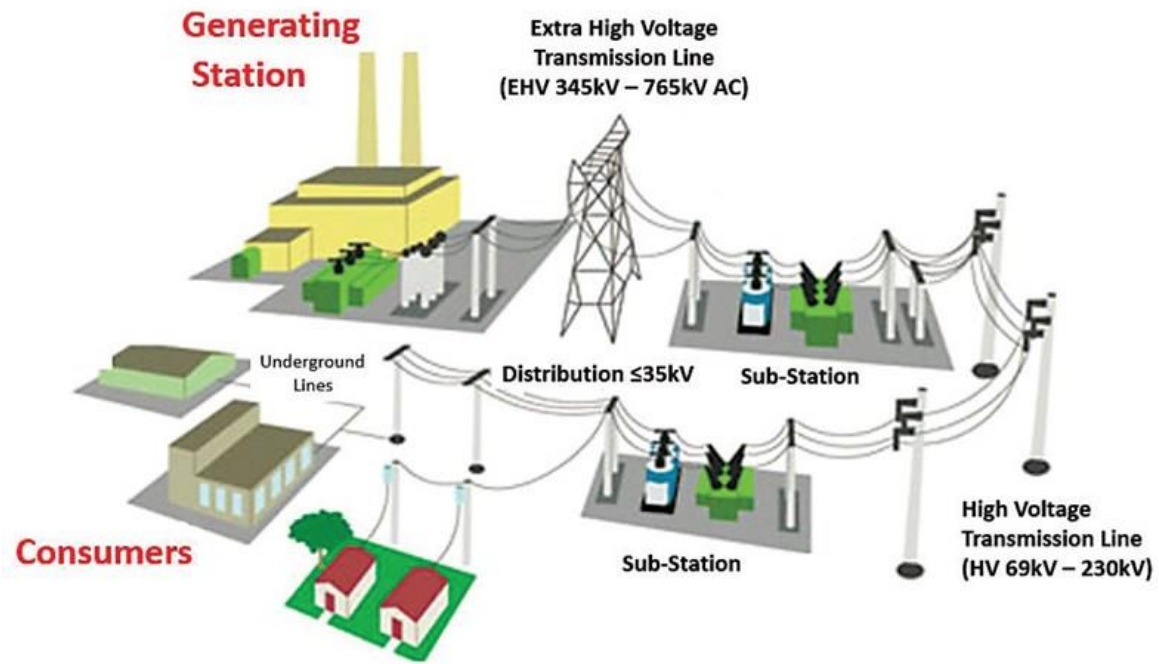 Generating
Station
Extra High Voltage
Transmission Line
(EHV 345kV – 765kV AC)
Underground
Lines
Distribution ≤35kV
Sub-Station
Sub-Station
High Voltage
Transmission Line
(HV 69kV – 230kV)
Consumers